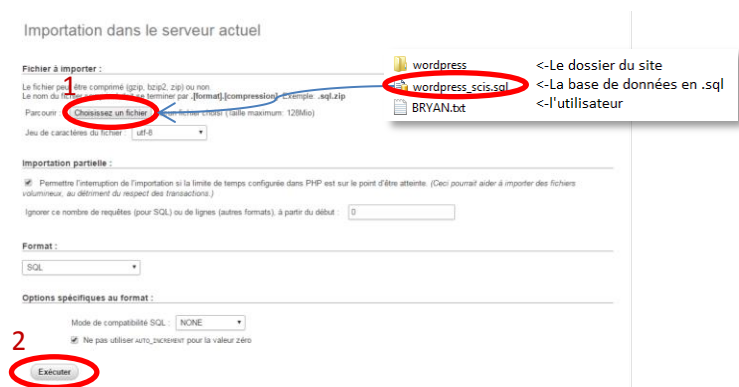 Importation dans le serveur actuel
Fichier à importer :
1
Le fichier peut être comprimé (gzip, bzip2, zip) ou non.
Le nom du fichier se terminer par .[format].[compression]. Exemple: .sql.zip
Parcourir : Choisissez un fichier fichier choisi (Taille maximum: 128Mio)
Jeu de caractères du fichier : utf-8
wordpress <-Le dossier du site
wordpress_scis.sql <-La base de données en .sql
BRYAN.txt <-l'utilisateur
Importation partielle :
Permettre l'interruption de l'importation si la limite de temps configurée dans PHP est sur le point d'être atteinte. (Ceci pourrait aider à importer des fichiers
volumineux, au détriment du respect des transactions.)
Ignorer ce nombre de requêtes (pour SQL) ou de lignes (autres formats), à partir du début : 0
Format :
SQL
Options spécifiques au format :
Mode de compatibilité SQL : NONE
Ne pas utiliser AUTO_INCREMENT pour la valeur zéro
2
Exécuter